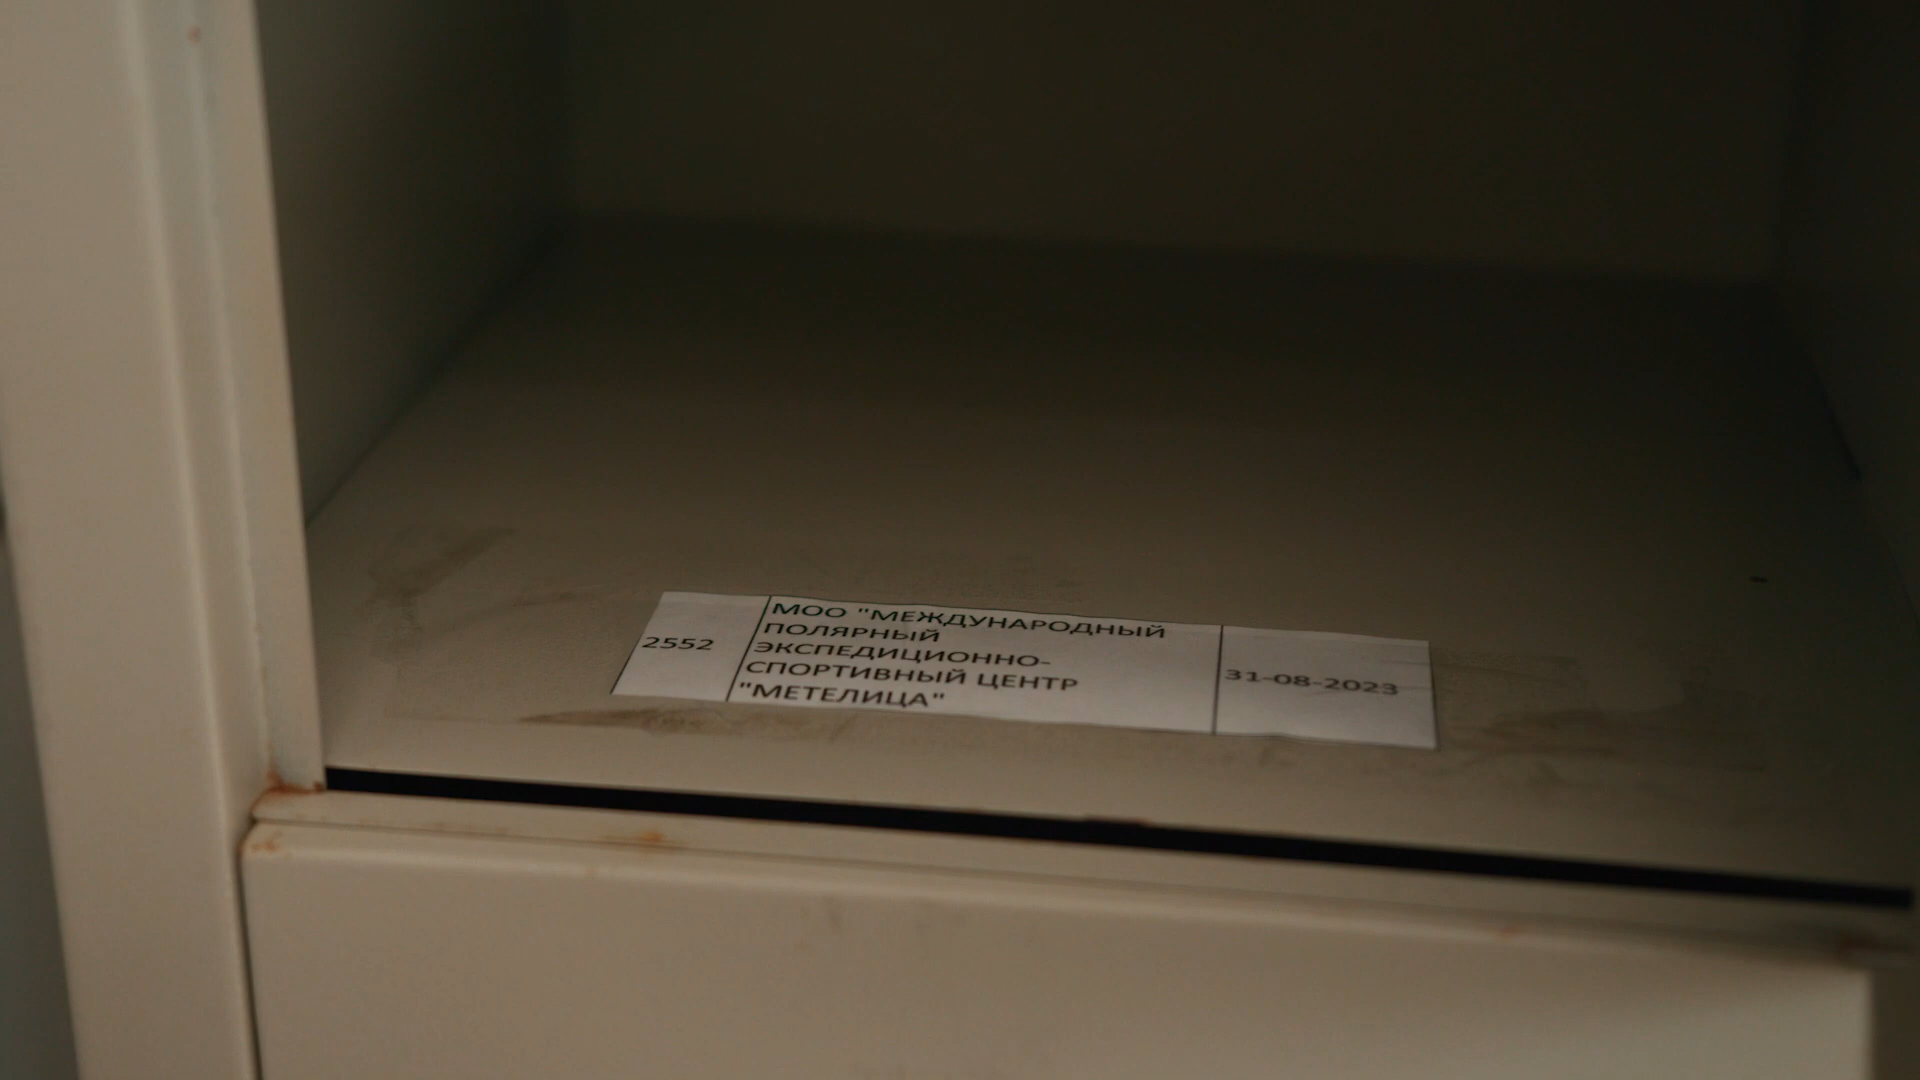 2552
МОО "МЕЖДУНАРОДНЫЙ
ПОЛЯРНЫЙ
ЭКСПЕДИЦИОННО-
СПОРТИВНЫЙ ЦЕНТР
"МЕТЕЛИЦА"
31-08-2023